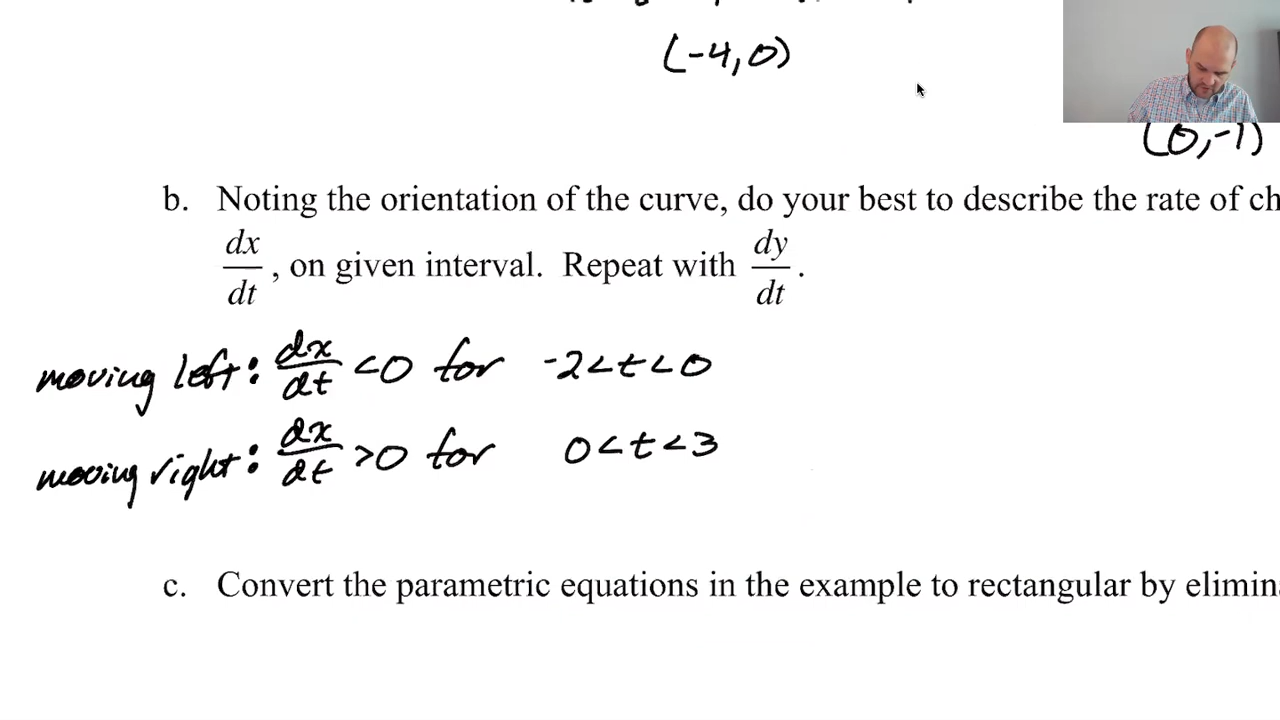 (-4,0)
(0,-1)
b. Noting the orientation of the curve, do your best to describe the rate of ch
dx/dt, on given interval. Repeat with dy/dt.
moving left: dx/dt <0 for -2<t<0
moving right: dx/dt >0 for 0<t<3
c. Convert the parametric equations in the example to rectangular by elimin